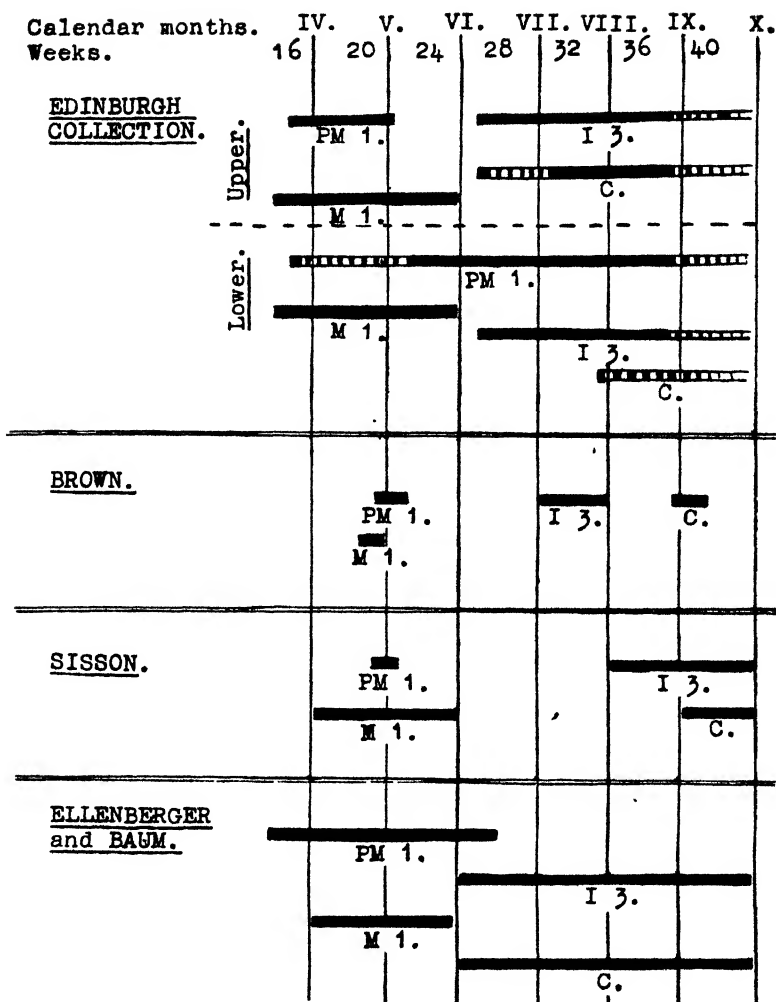 Calendar months. IV. V. VI. VII. VIII. IX. X.
Weeks. 16 20 24 28 32 36 40
EDINBURGH
COLLECTION.
Upper.
PM 1. I 3.
C.
M 1.
Lower.
PM 1.
M 1.
I 3.
C.
BROWN.
PM 1. I 3. C.
M 1.
SISSON.
PM 1. I 3.
M 1. C.
ELLENBERGER
and BAUM.
PM 1.
I 3.
M 1.
C.